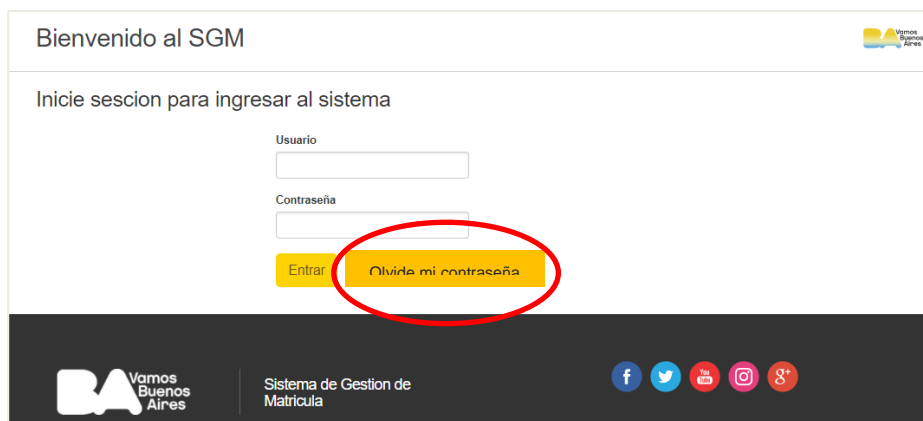 Bienvenido al SGM
Vamos
Buenos
Aires
Inicie sescion para ingresar al sistema
Usuario
Contraseña
Entrar
Olvide mi contraseña
BA
Vamos
Buenos
Aires
Sistema de Gestion de
Matricula
f
You
Tube
g+